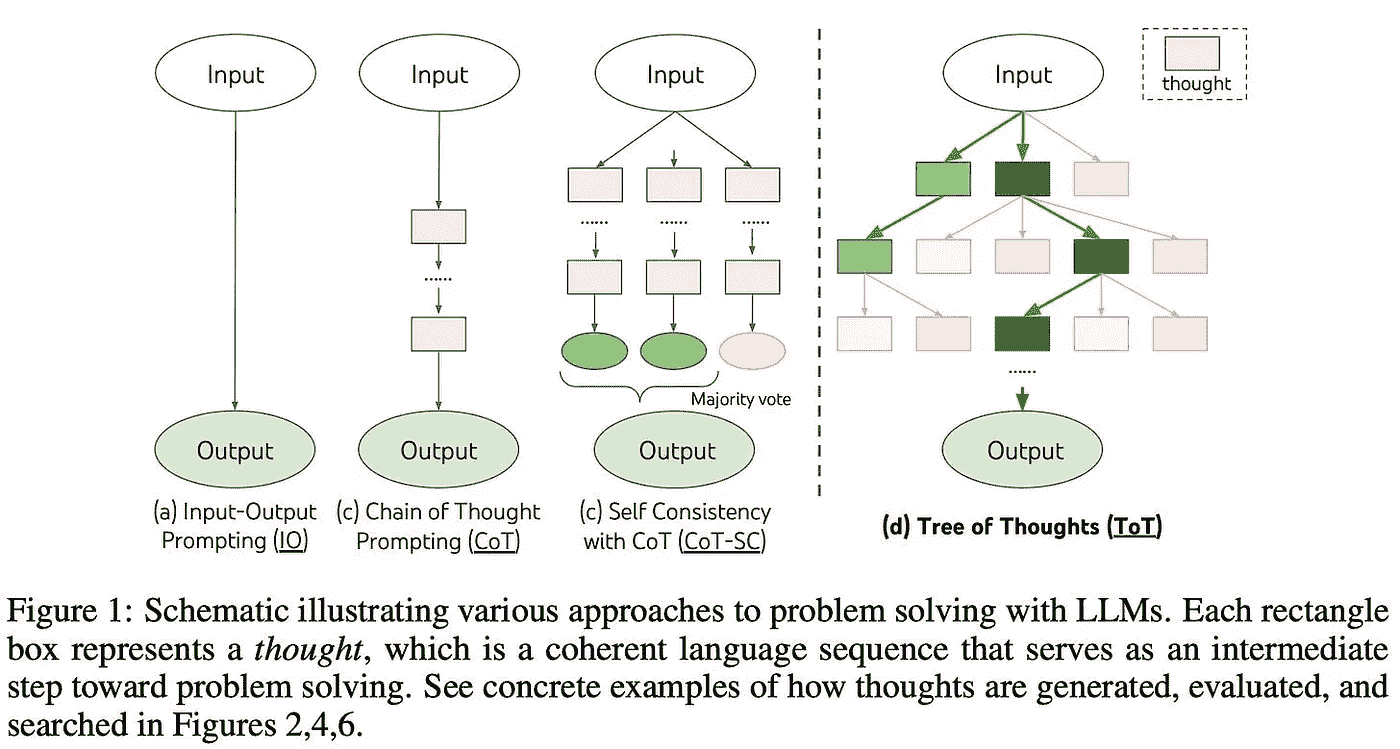 Input
Input
Input
Input
thought
......
......
......
......
......
Majority vote
Output
Output
Output
Output
(a) Input-Output
Prompting (IO)
(c) Chain of Thought
Prompting (CoT)
(c) Self Consistency
with CoT (CoT-SC)
(d) Tree of Thoughts (ToT)
Figure 1: Schematic illustrating various approaches to problem solving with LLMs. Each rectangle
box represents a thought, which is a coherent language sequence that serves as an intermediate
step toward problem solving. See concrete examples of how thoughts are generated, evaluated, and
searched in Figures 2,4,6.